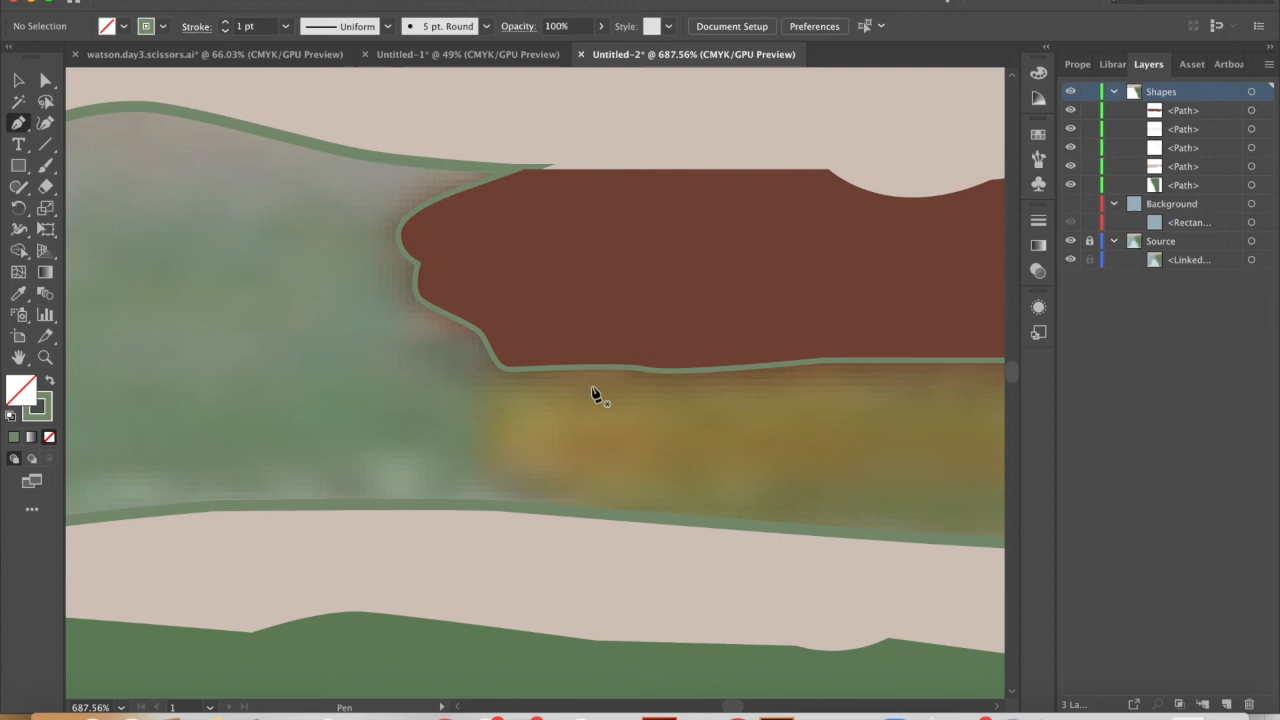 No Selection Stroke: 1 pt Uniform 5 pt. Round Opacity: 100% Style: Document Setup Preferences
watson.day3.scissors.ai* @ 66.03% (CMYK/GPU Preview) Untitled-1* @ 49% (CMYK/GPU Preview) Untitled-2* @ 687.56% (CMYK/GPU Preview)
Prope Librar Layers Asset Artboa
Shapes
<Path>
<Path>
<Path>
<Path>
<Path>
Background
<Rectan...
Source
<Linked...
687.56% 1 Pen 3 La...